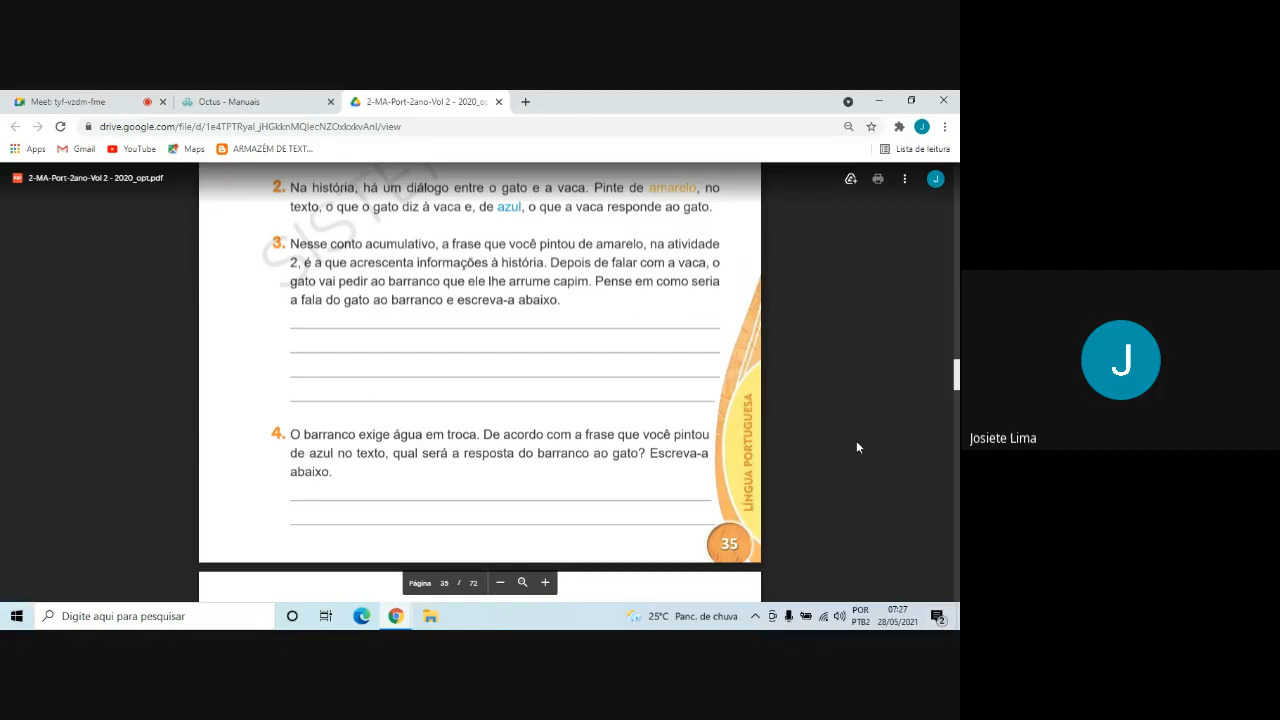 Meet: tyf-vzdm-fme
Octus - Manuais
2-MA-Port-2ano-Vol 2 - 2020_op
Apps
Gmail
YouTube
Maps
ARMAZÉM DE TEXT...
Lista de leitura
2-MA-Port-2ano-Vol 2 - 2020_opt.pdf
J
SISTE
2. Na história, há um diálogo entre o gato e a vaca. Pinte de amarelo, no
texto, o que o gato diz à vaca e, de azul, o que a vaca responde ao gato.
3. Nesse conto acumulativo, a frase que você pintou de amarelo, na atividade
2, é a que acrescenta informações à história. Depois de falar com a vaca, o
gato vai pedir ao barranco que ele lhe arrume capim. Pense em como seria
a fala do gato ao barranco e escreva-a abaixo.
4. O barranco exige água em troca. De acordo com a frase que você pintou
de azul no texto, qual será a resposta do barranco ao gato? Escreva-a
abaixo.
LÍNGUA PORTUGUESA
35
Página 35 / 72
Digite aqui para pesquisar
25°C Panc. de chuva
POR
PTB2
07:27
28/05/2021
2
J
Josiete Lima